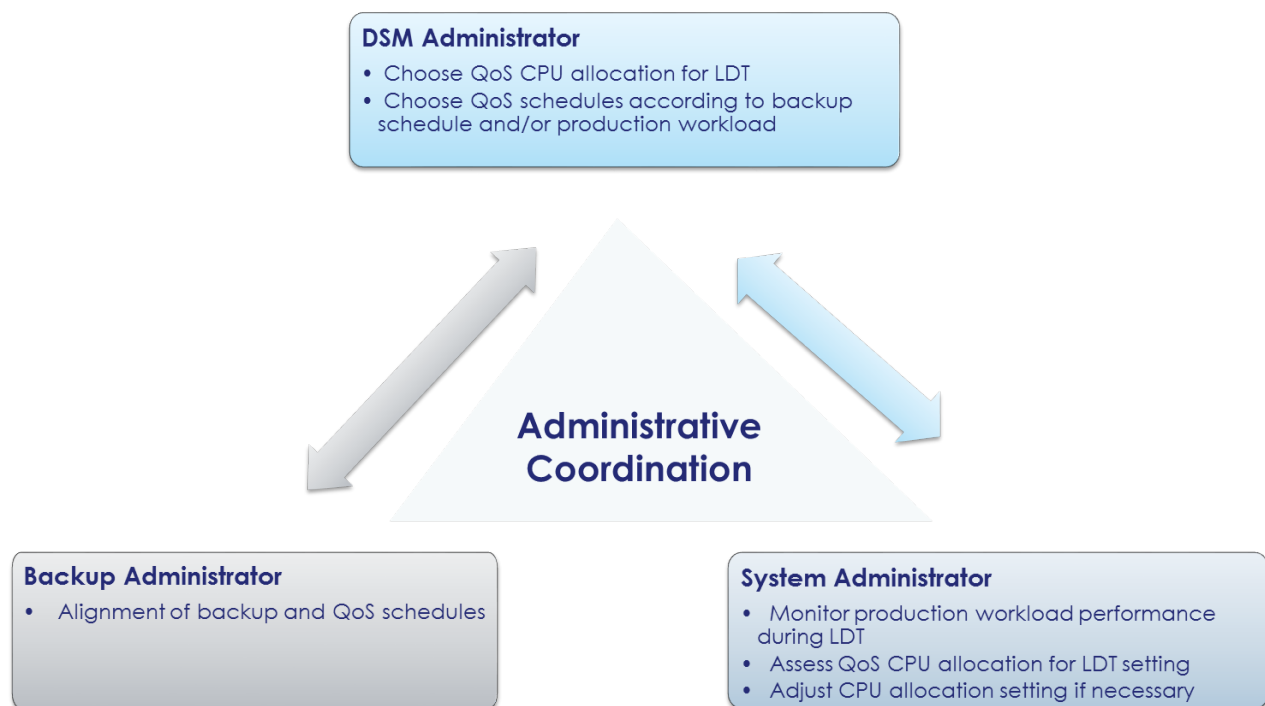 DSM Administrator
• Choose QoS CPU allocation for LDT
• Choose QoS schedules according to backup
schedule and/or production workload
Administrative
Coordination
Backup Administrator
• Alignment of backup and QoS schedules
System Administrator
• Monitor production workload performance
during LDT
• Assess QoS CPU allocation for LDT setting
• Adjust CPU allocation setting if necessary